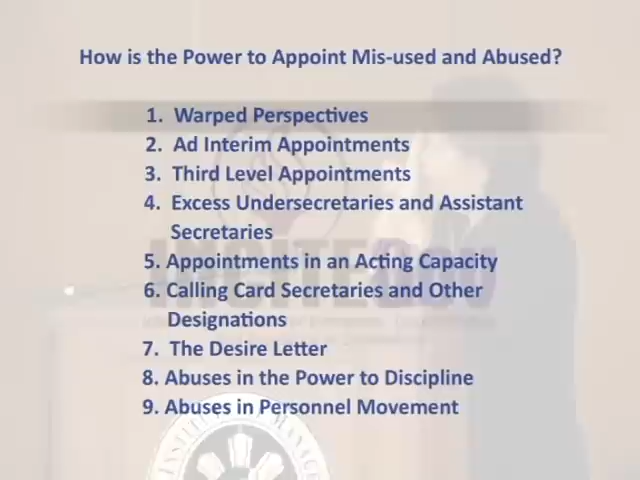 How is the Power to Appoint Mis-used and Abused?
1. Warped Perspectives
2. Ad Interim Appointments
3. Third Level Appointments
4. Excess Undersecretaries and Assistant
Secretaries
5. Appointments in an Acting Capacity
6. Calling Card Secretaries and Other
Designations
7. The Desire Letter
8. Abuses in the Power to Discipline
9. Abuses in Personnel Movement
INCITEGov